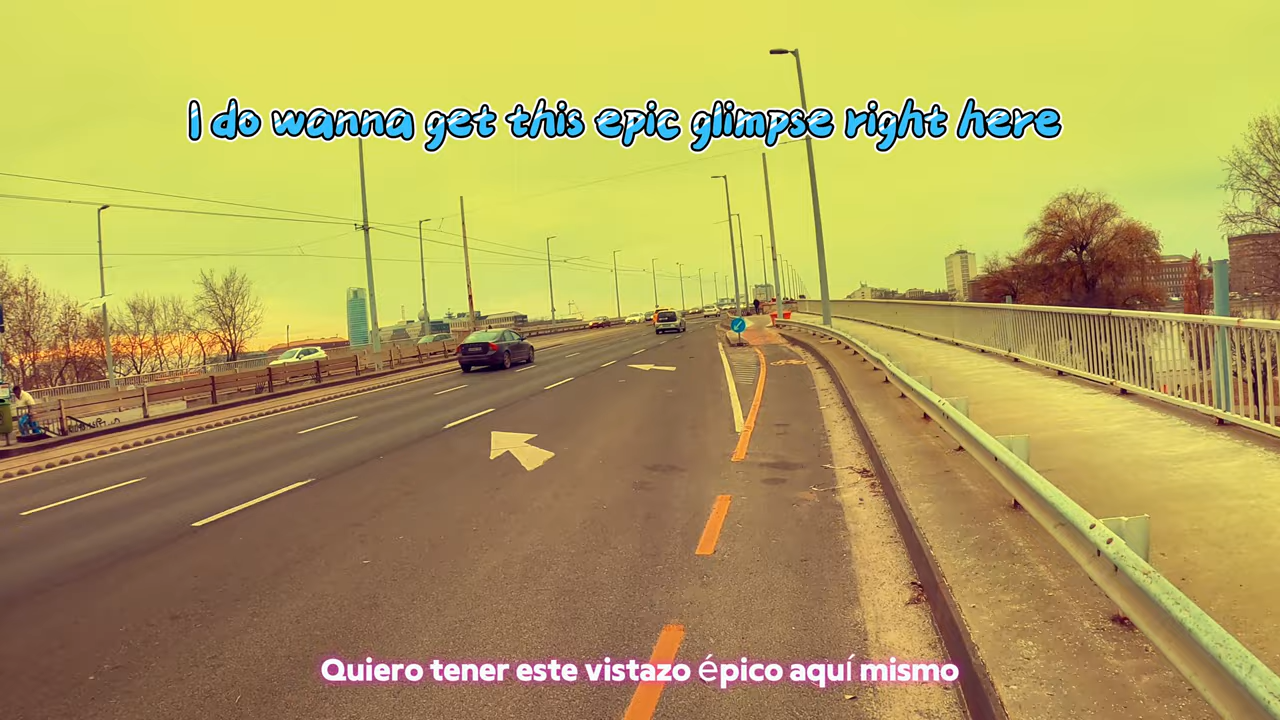 I do wanna get this epic glimpse right here
Quiero tener este vistazo épico aquí mismo